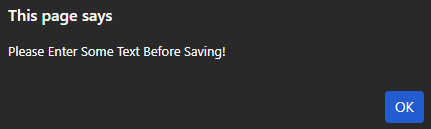 This page says
Please Enter Some Text Before Saving!
OK